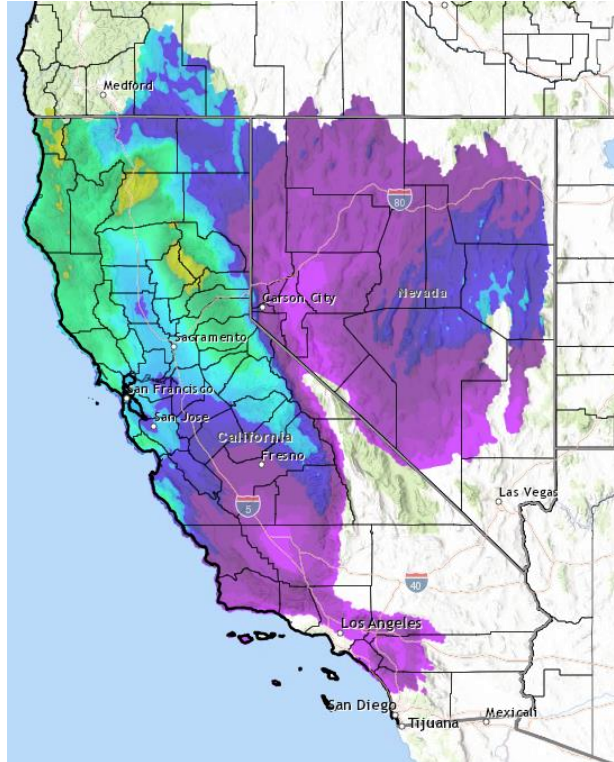 Medford
80
Carson City
Nevada
Sacramento
San Francisco
San Jose
California
Fresno
Las Vegas
5
40
Los Angeles
San Diego
Mexicali
Tijuana